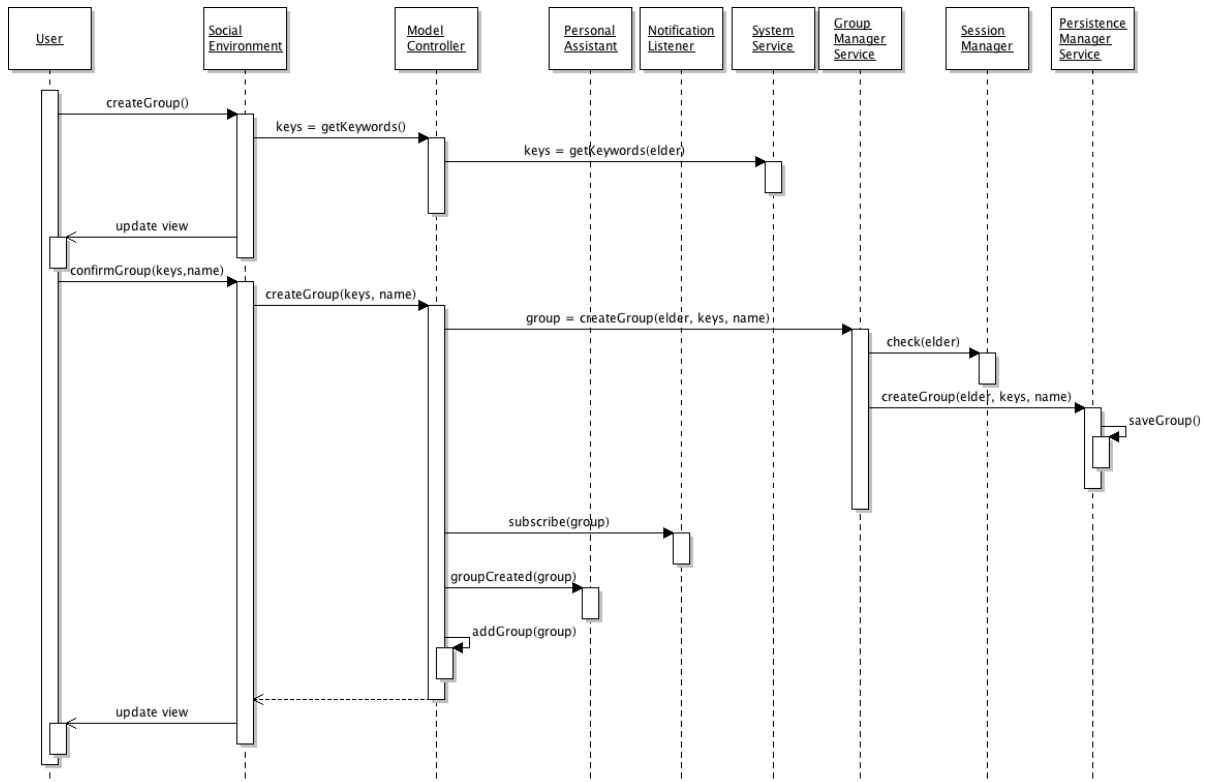 User
Social
Environment
Model
Controller
Personal
Assistant
Notification
Listener
System
Service
Group
Manager
Service
Session
Manager
Persistence
Manager
Service
createGroup()
keys = getKeywords()
keys = getKeywords(elder)
update view
confirmGroup(keys,name)
createGroup(keys, name)
group = createGroup(elder, keys, name)
check(elder)
createGroup(elder, keys, name)
saveGroup()
subscribe(group)
groupCreated(group)
addGroup(group)
update view